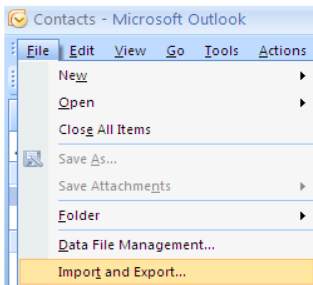 Contacts - Microsoft Outlook
File Edit View Go Tools Actions
New
Open
Close All Items
Save As...
Save Attachments
Folder
Data File Management...
Import and Export...